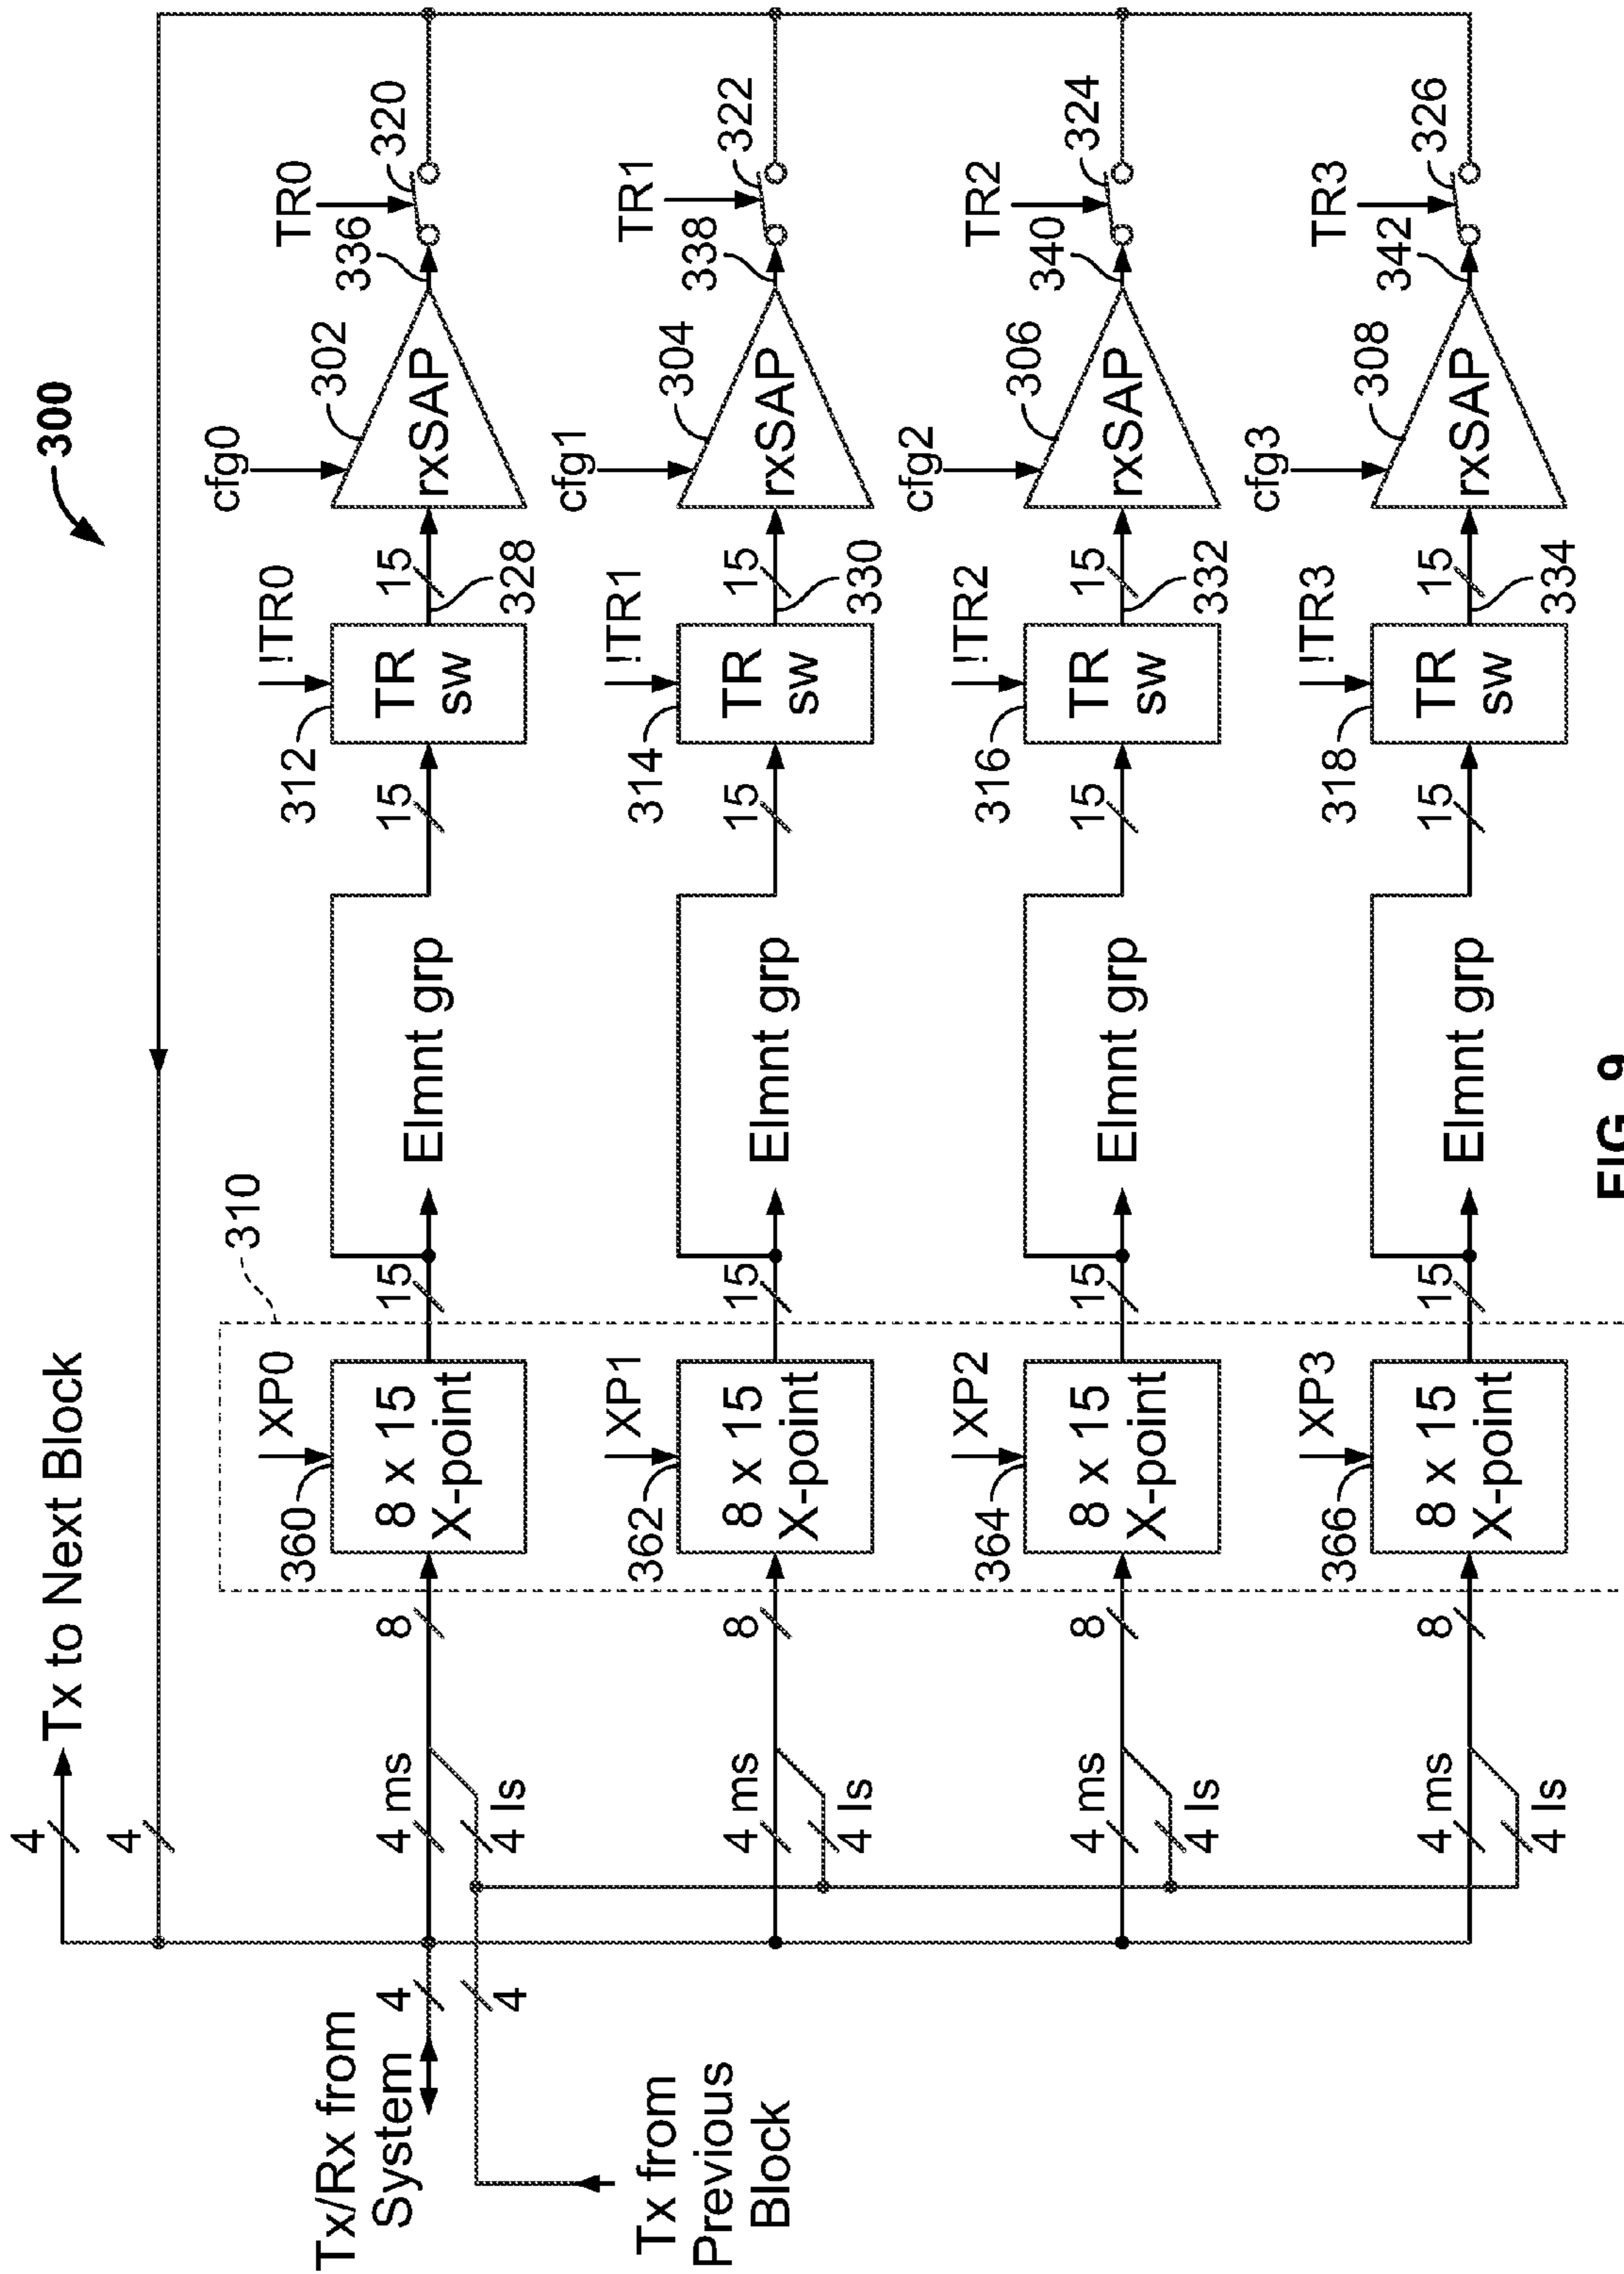 300
4
Tx to Next Block
4
310
Tx/Rx from
System
4
4 ms
4 ls
8
XP0
360
8 x 15
X-point
15
Elmnt grp
15
!TR0
312
TR
sw
15
328
cfg0
302
rxSAP
336
TR0
320
4
Tx from
Previous
Block
4 ms
4 ls
8
XP1
362
8 x 15
X-point
15
Elmnt grp
15
!TR1
314
TR
sw
15
330
cfg1
304
rxSAP
338
TR1
322
4 ms
4 ls
8
XP2
364
8 x 15
X-point
15
Elmnt grp
15
!TR2
316
TR
sw
15
332
cfg2
306
rxSAP
340
TR2
324
4 ms
4 ls
8
XP3
366
8 x 15
X-point
15
Elmnt grp
15
!TR3
318
TR
sw
15
334
cfg3
308
rxSAP
342
TR3
326
FIG. 9